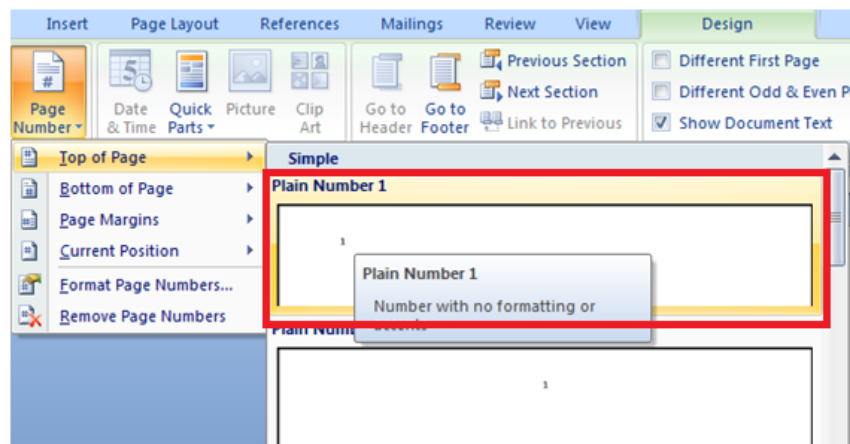 Insert Page Layout References Mailings Review View Design
Page Number
#
Date & Time
5
Quick Parts
Picture
Clip Art
Go to Header
Go to Footer
Previous Section
Next Section
Link to Previous
Different First Page
Different Odd & Even P
Show Document Text
Top of Page
Bottom of Page
Page Margins
Current Position
Format Page Numbers...
Remove Page Numbers
Simple
Plain Number 1
1
Plain Number 1
Number with no formatting or
Plain
1